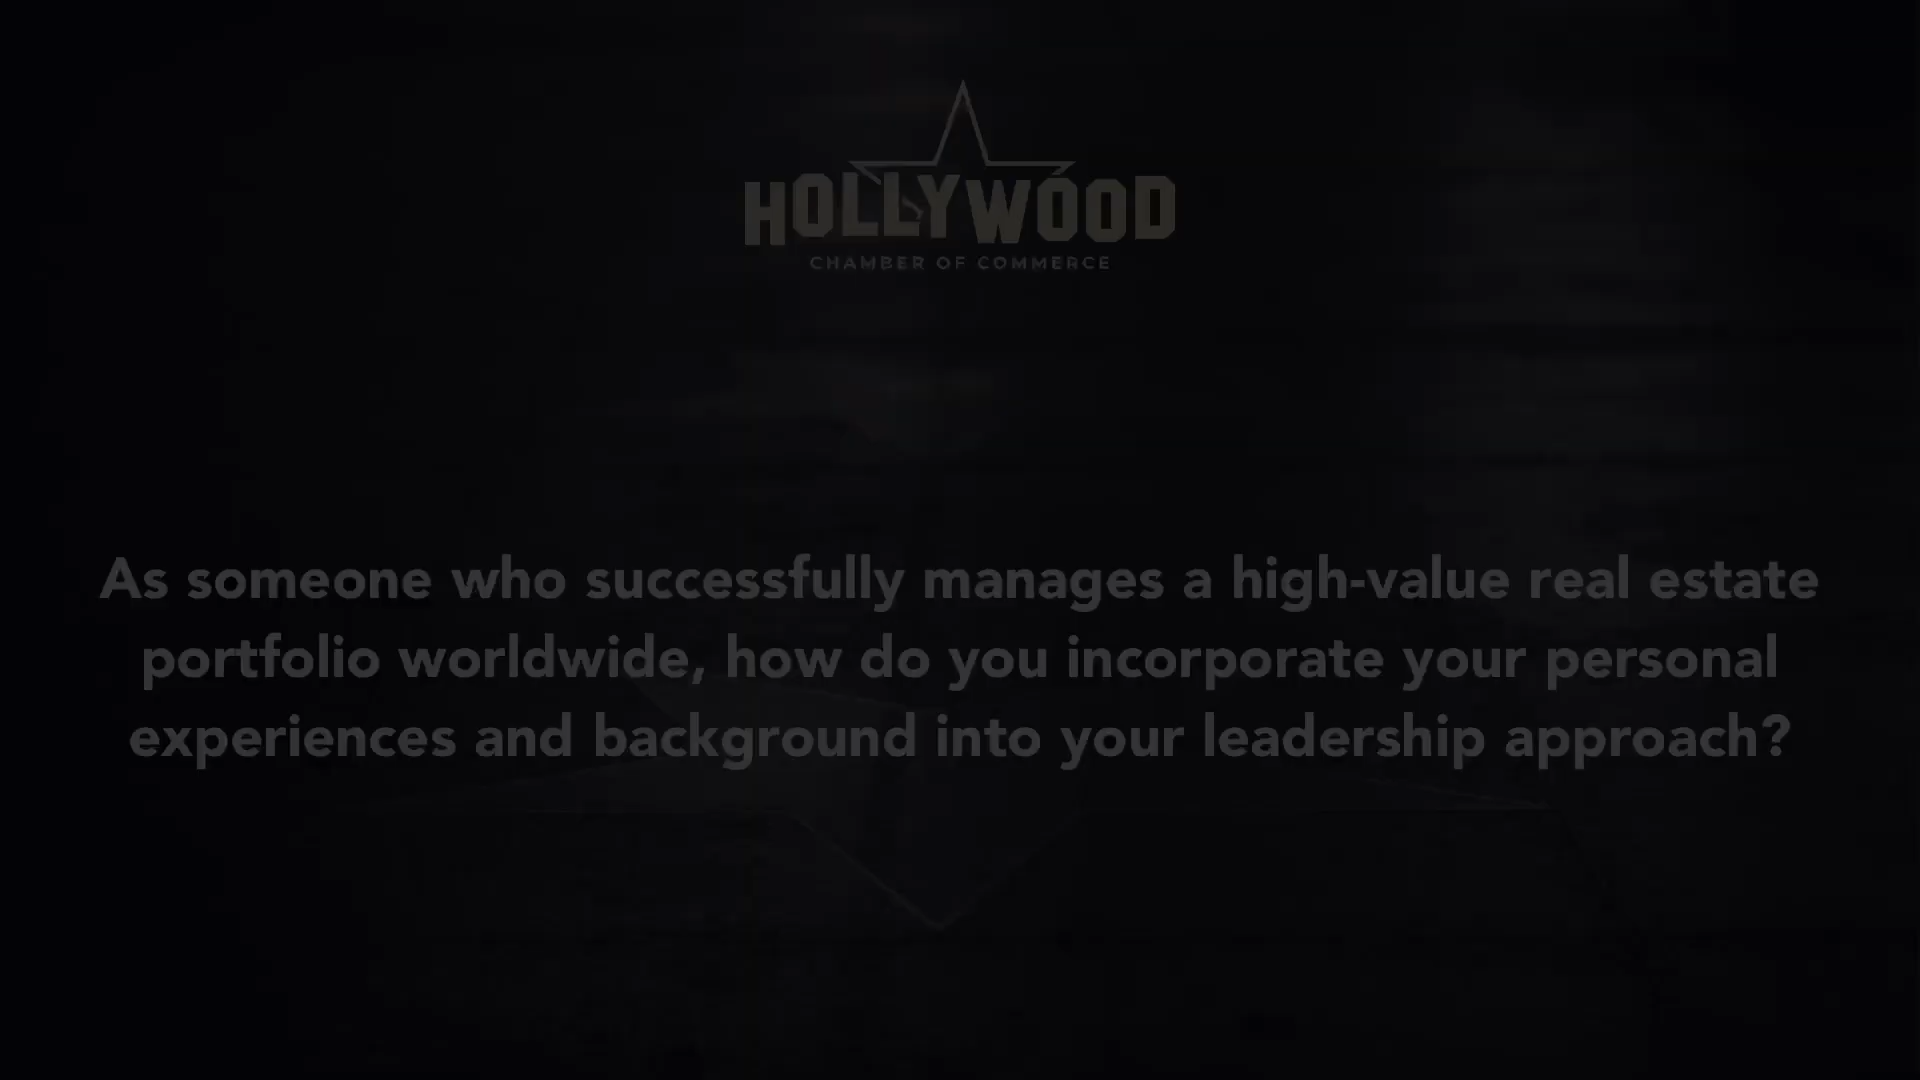 HOLLYWOOD
CHAMBER OF COMMERCE
As someone who successfully manages a high-value real estate
portfolio worldwide, how do you incorporate your personal
experiences and background into your leadership approach?